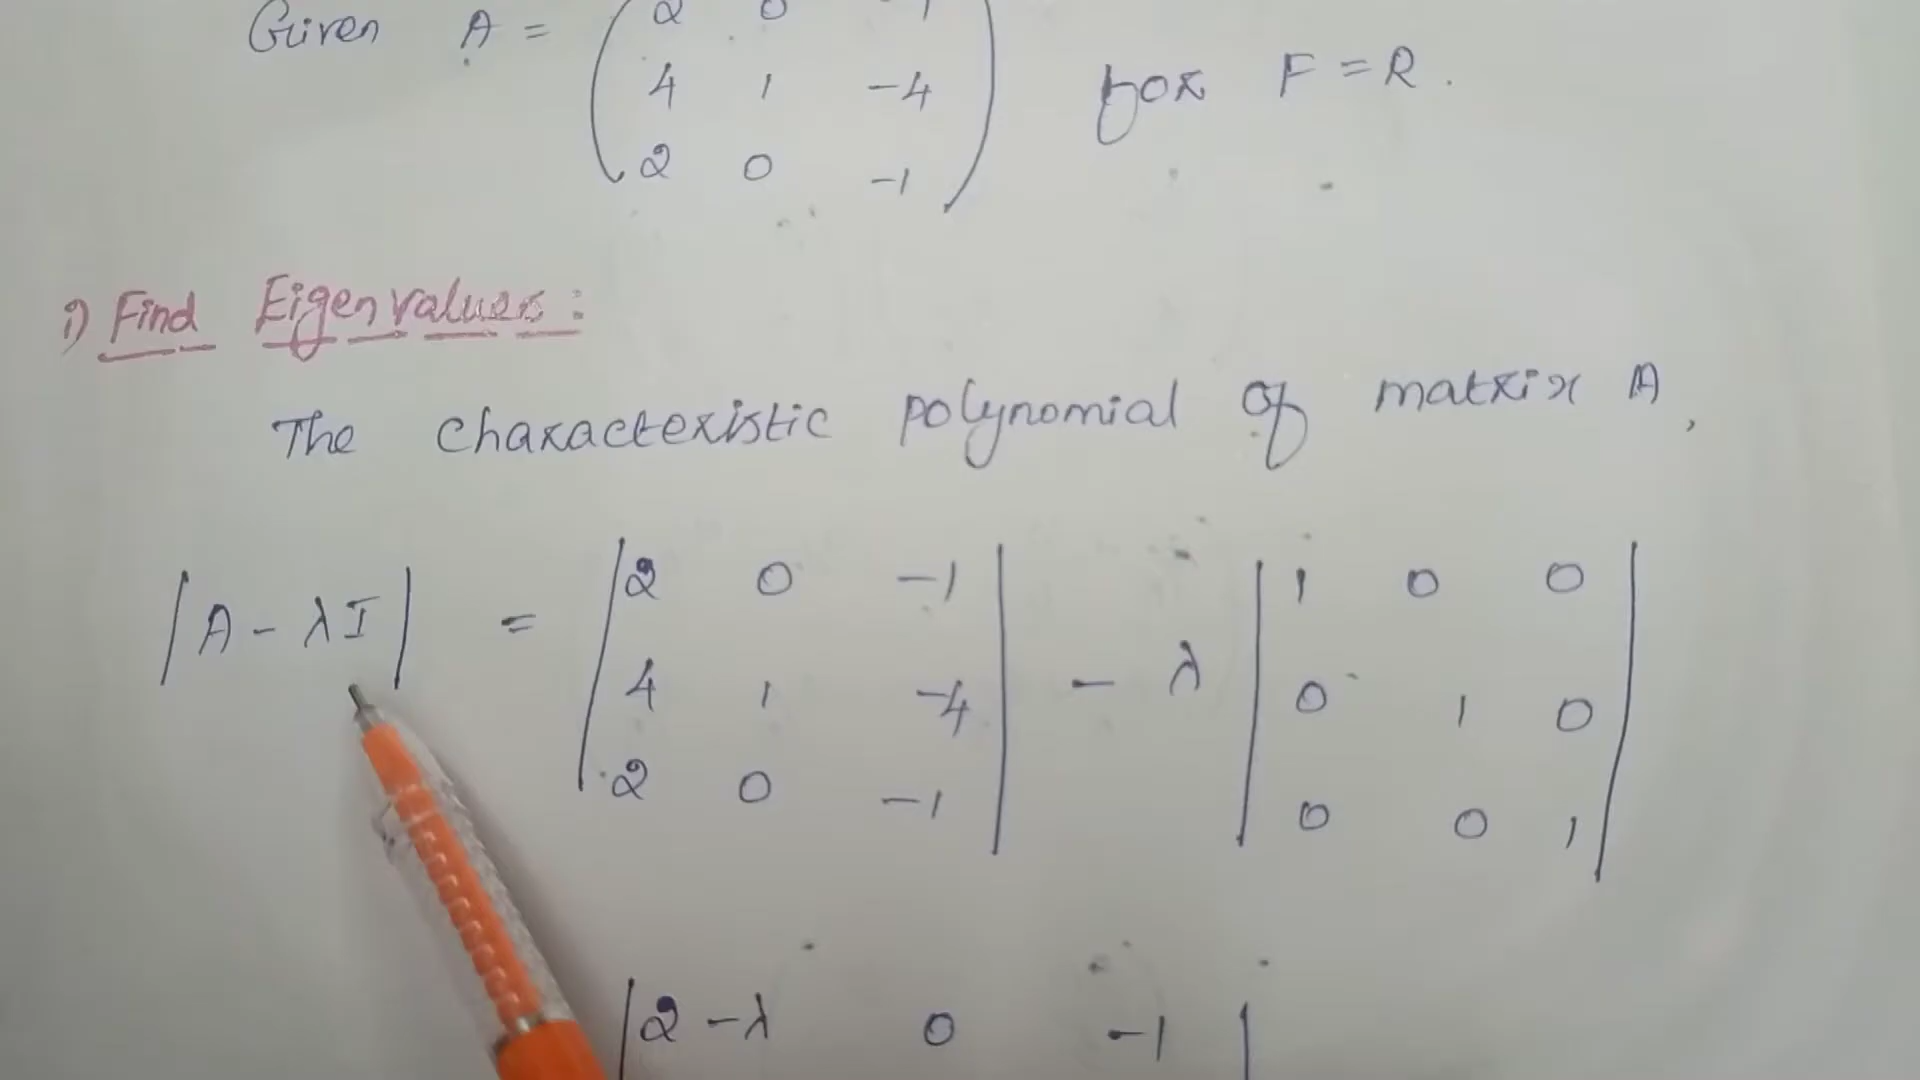 2 0 -1
Given A = ( 4 1 -4 ) for F = R.
2 0 -1
i) Find Eigenvalues:
The characteristic polynomial of matrix A,
| 2 0 -1 | | 1 0 0 |
|A - λI| = | 4 1 -4 | - λ | 0 1 0 |
| 2 0 -1 | | 0 0 1 |
| 2 - λ 0 -1 |